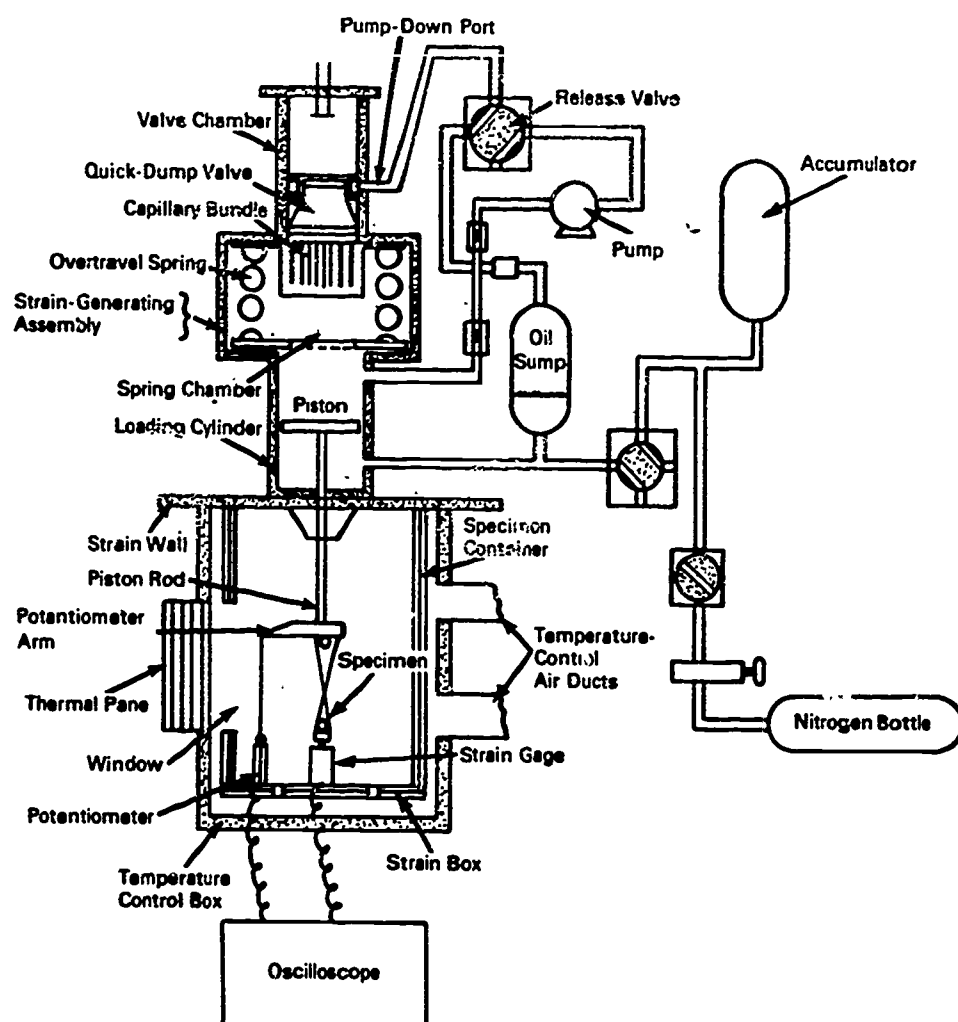 Pump-Down Port
Release Valve
Valve Chamber
Accumulator
Quick-Dump Valve
Capillary Bundle
Pump
Overtravel Spring
Strain-Generating
Assembly
Oil
Sump
Spring Chamber
Piston
Loading Cylinder
Strain Wall
Specimen
Container
Piston Rod
Potentiometer
Arm
Specimen
Temperature-
Control
Air Ducts
Thermal Pane
Nitrogen Bottle
Window
Strain Gage
Potentiometer
Strain Box
Temperature
Control Box
Oscilloscope